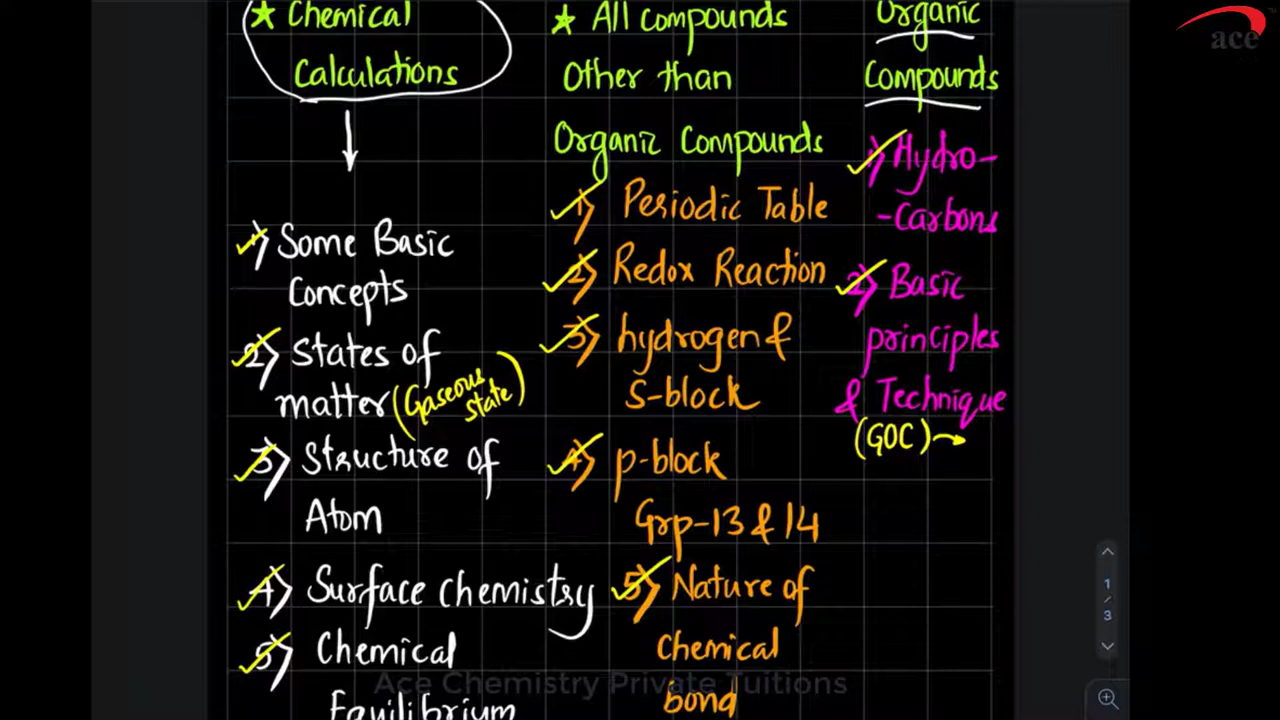 ★ Chemical
Calculations
1) Some Basic
Concepts
2) States of
matter (Gaseous
state)
3) Structure of
Atom
4) Surface chemistry
5) Chemical
Equilibrium
★ All compounds
Other than
Organic Compounds
1) Periodic Table
2) Redox Reaction
3) hydrogen &
S-block
4) p-block
Grp-13 & 14
5) Nature of
chemical
bond
Organic
Compounds
1) Hydro-
-Carbons
2) Basic
principles
& Technique
(GOC) →
ace
1
/
3
Ace Chemistry Private Tuitions